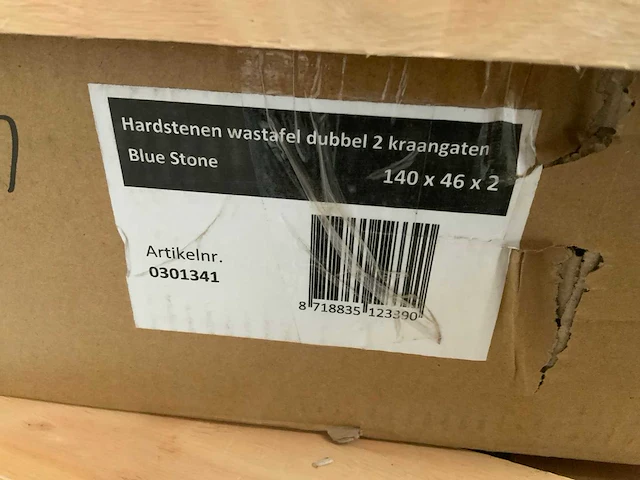 Hardstenen wastafel dubbel 2 kraangaten
Blue Stone
140 x 46 x 2
Artikelnr.
0301341
8 718835 123390